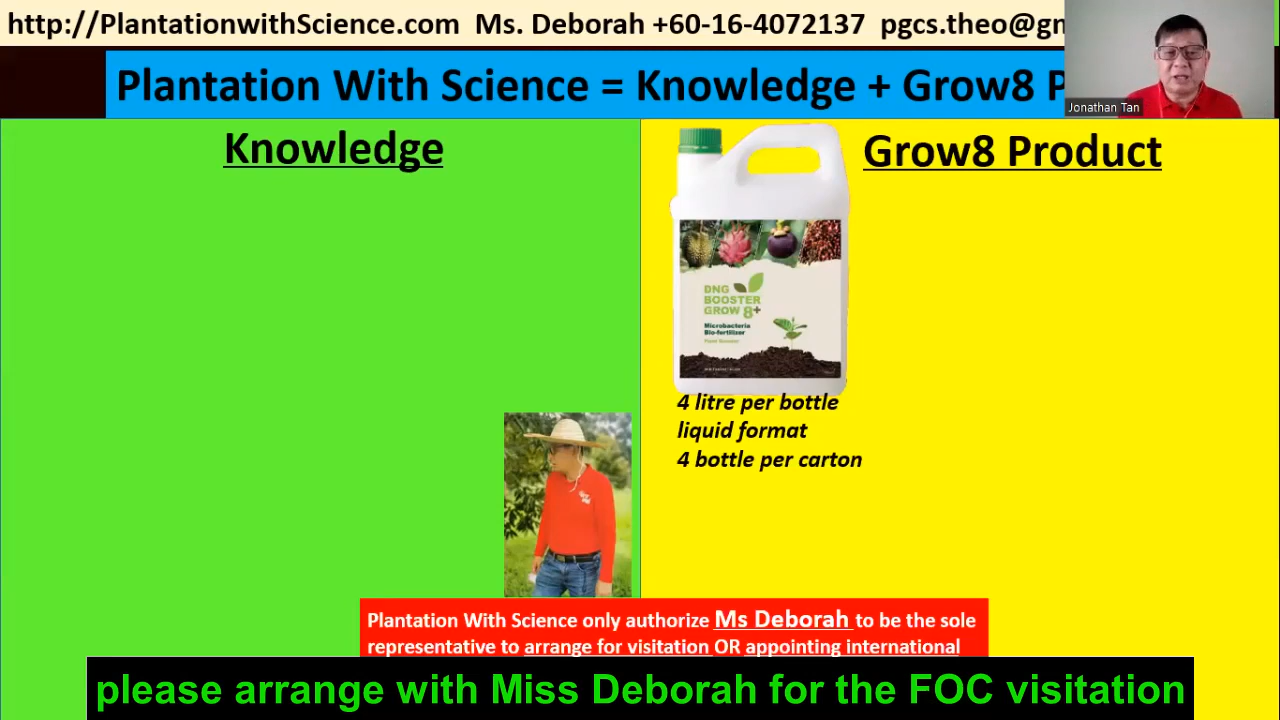 http://PlantationwithScience.com Ms. Deborah +60-16-4072137 pgcs.theo@gm
Plantation With Science = Knowledge + Grow8 P
Jonathan Tan
Knowledge
Grow8 Product
DNG
BOOSTER
GROW 8+
Microbacteria
Bio-fertilizer
Plant Booster
4 litre per bottle
liquid format
4 bottle per carton
Plantation With Science only authorize Ms Deborah to be the sole
representative to arrange for visitation OR appointing international
please arrange with Miss Deborah for the FOC visitation